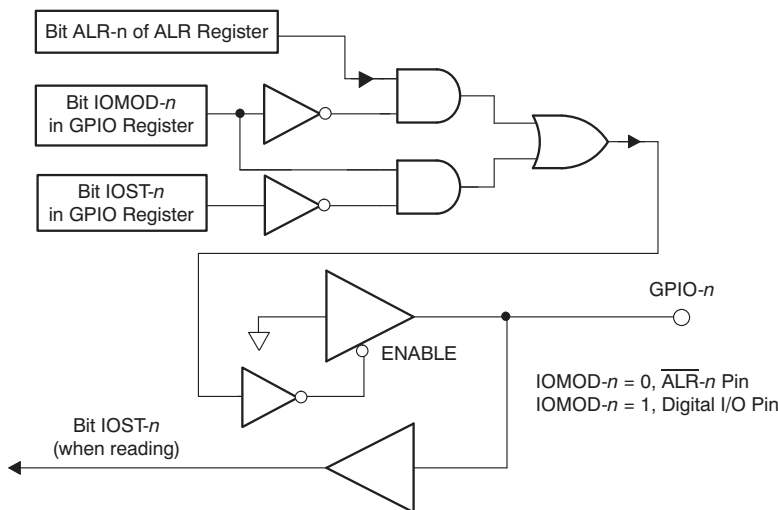 Bit ALR-n of ALR Register
Bit IOMOD-n
in GPIO Register
Bit IOST-n
in GPIO Register
GPIO-n
ENABLE
IOMOD-n = 0, A̅L̅R̅-n Pin
IOMOD-n = 1, Digital I/O Pin
Bit IOST-n
(when reading)